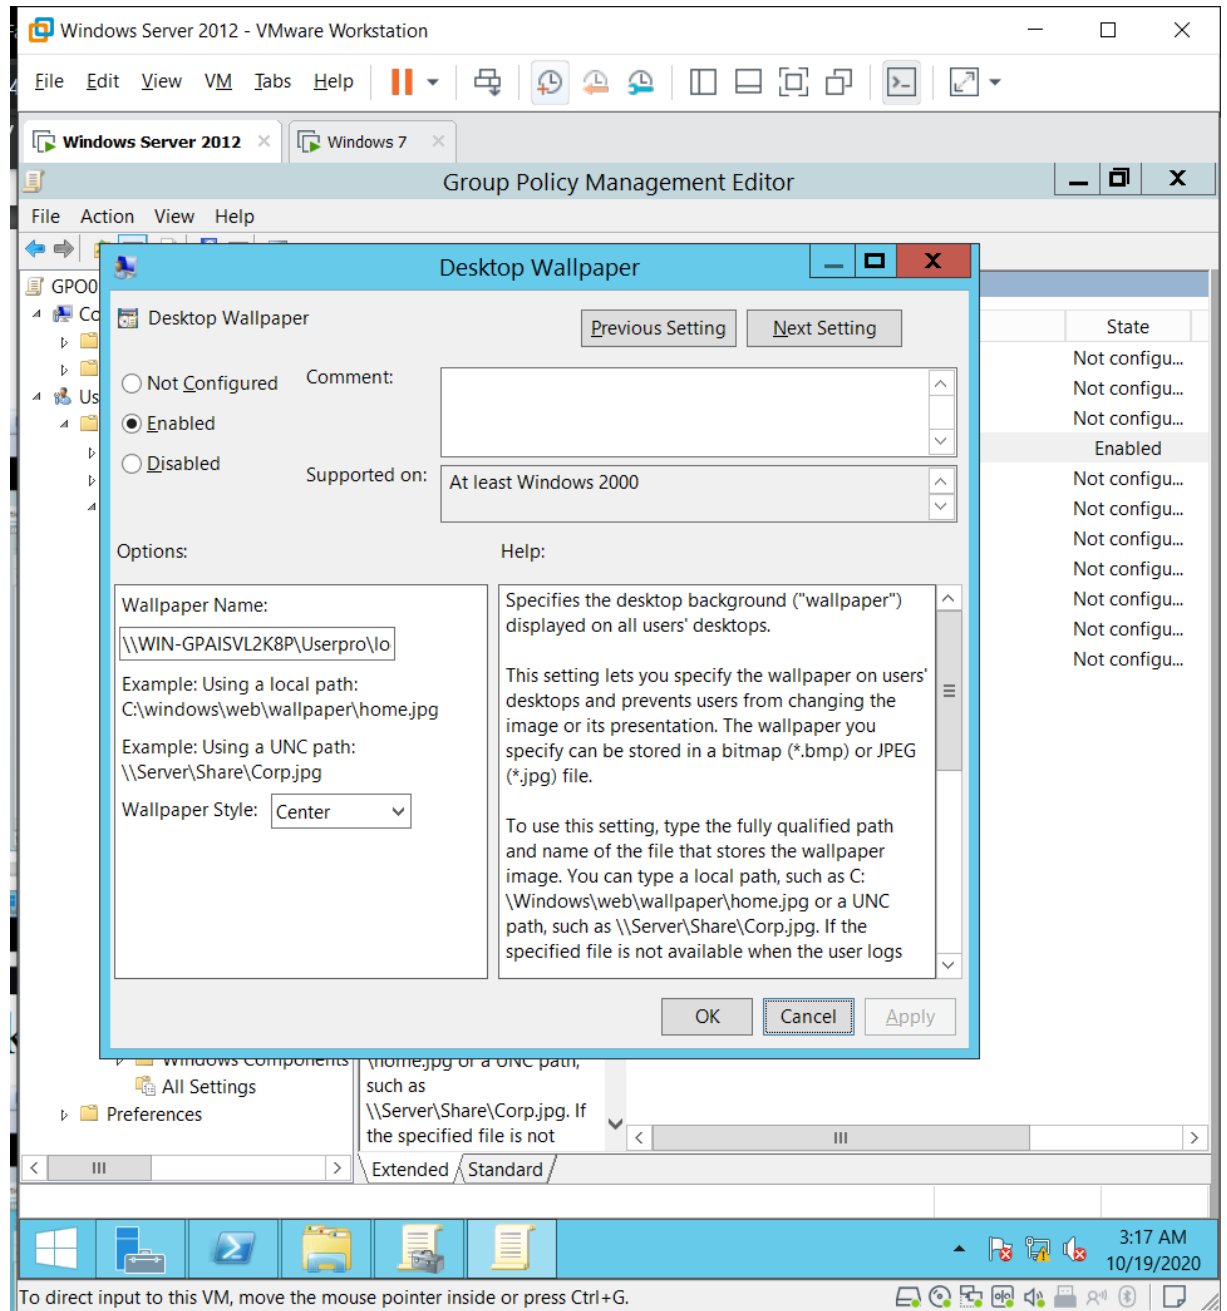 Windows Server 2012 - VMware Workstation
File Edit View VM Tabs Help
Windows Server 2012
Windows 7
Group Policy Management Editor
File Action View Help
Desktop Wallpaper
GPO0
Co
Us
Desktop Wallpaper
Previous Setting
Next Setting
Not Configured
Enabled
Disabled
Comment:
Supported on:
At least Windows 2000
Options:
Help:
Wallpaper Name:
\\WIN-GPAISVL2K8P\Userpro\lo
Example: Using a local path:
C:\windows\web\wallpaper\home.jpg
Example: Using a UNC path:
\\Server\Share\Corp.jpg
Wallpaper Style: Center
Specifies the desktop background ("wallpaper")
displayed on all users' desktops.
This setting lets you specify the wallpaper on users'
desktops and prevents users from changing the
image or its presentation. The wallpaper you
specify can be stored in a bitmap (*.bmp) or JPEG
(*.jpg) file.
To use this setting, type the fully qualified path
and name of the file that stores the wallpaper
image. You can type a local path, such as C:
\Windows\web\wallpaper\home.jpg or a UNC
path, such as \\Server\Share\Corp.jpg. If the
specified file is not available when the user logs
OK
Cancel
Apply
State
Not configu...
Not configu...
Not configu...
Enabled
Not configu...
Not configu...
Not configu...
Not configu...
Not configu...
Not configu...
Not configu...
Windows Components
All Settings
Preferences
\home.jpg or a UNC path,
such as
\\Server\Share\Corp.jpg. If
the specified file is not
Extended
Standard
3:17 AM
10/19/2020
To direct input to this VM, move the mouse pointer inside or press Ctrl+G.